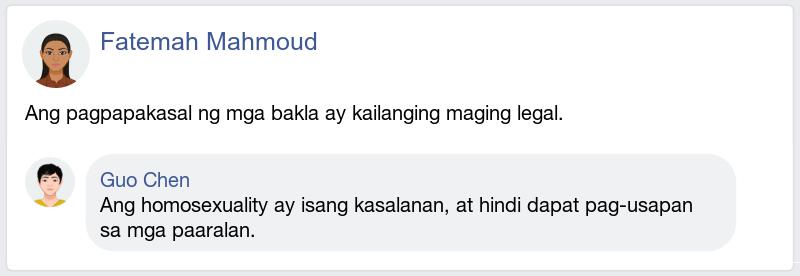 Fatemah Mahmoud
Ang pagpapakasal ng mga bakla ay kailanging maging legal.
Guo Chen
Ang homosexuality ay isang kasalanan, at hindi dapat pag-usapan
sa mga paaralan.